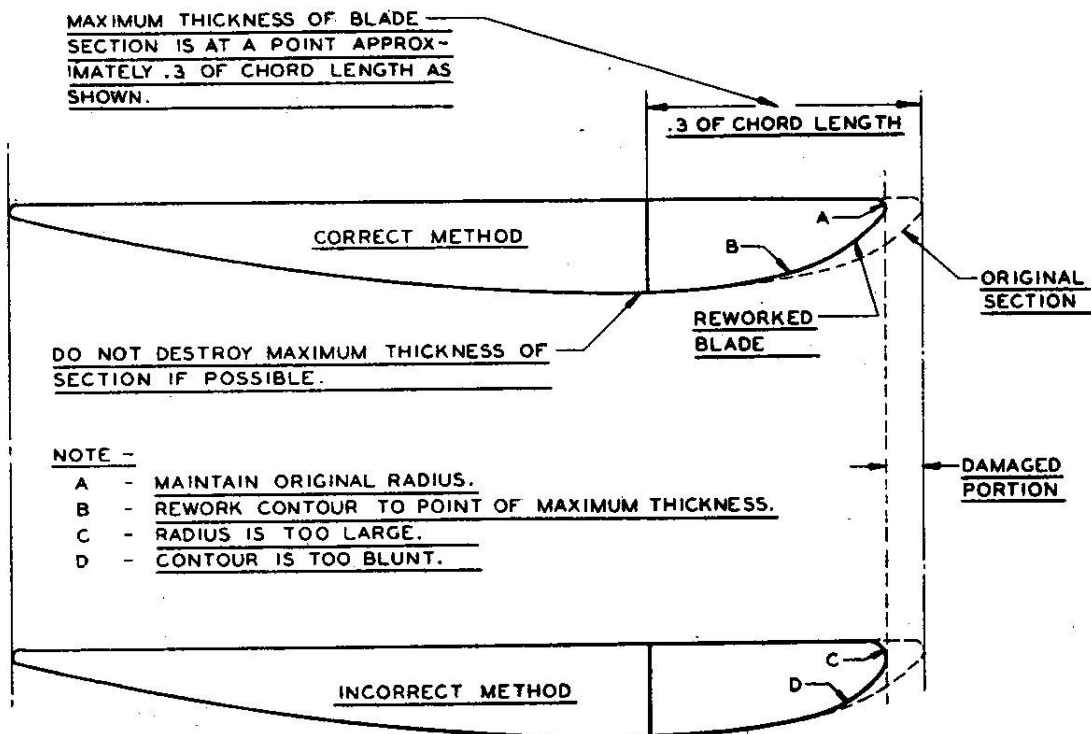 MAXIMUM THICKNESS OF BLADE
SECTION IS AT A POINT APPROX-
IMATELY .3 OF CHORD LENGTH AS
SHOWN.
.3 OF CHORD LENGTH
A
CORRECT METHOD
B
ORIGINAL
SECTION
REWORKED
BLADE
DO NOT DESTROY MAXIMUM THICKNESS OF
SECTION IF POSSIBLE.
NOTE -
A - MAINTAIN ORIGINAL RADIUS.
B - REWORK CONTOUR TO POINT OF MAXIMUM THICKNESS.
C - RADIUS IS TOO LARGE.
D - CONTOUR IS TOO BLUNT.
DAMAGED
PORTION
C
INCORRECT METHOD
D